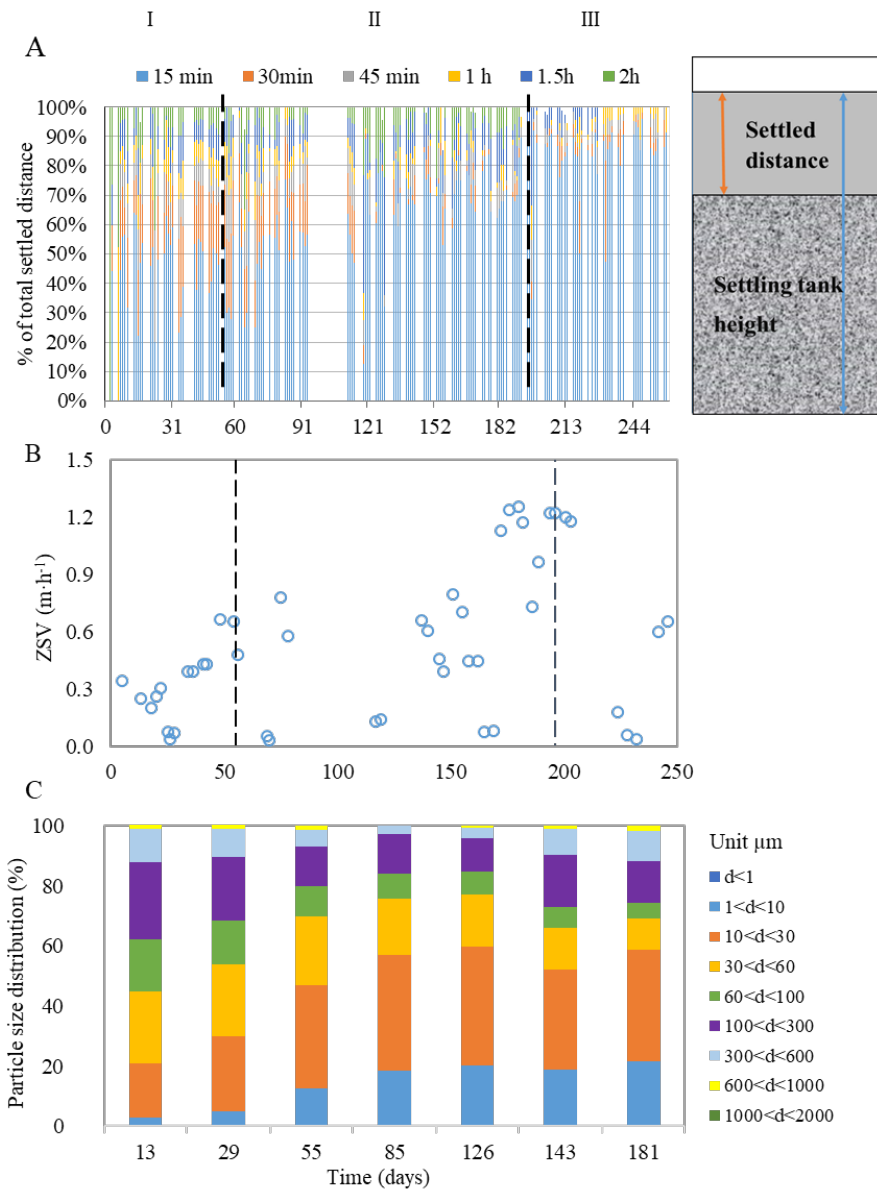 I II III
A
15 min 30min 45 min 1 h 1.5h 2h
% of total settled distance
100%
90%
80%
70%
60%
50%
40%
30%
20%
10%
0%
0 31 60 91 121 152 182 213 244
Settled
distance
Settling tank
height
B
ZSV (m·h-1)
1.5
1.2
0.9
0.6
0.3
0.0
0 50 100 150 200 250
C
Particle size distribution (%)
100
80
60
40
20
0
13 29 55 85 126 143 181
Time (days)
Unit µm
d<1
1<d<10
10<d<30
30<d<60
60<d<100
100<d<300
300<d<600
600<d<1000
1000<d<2000